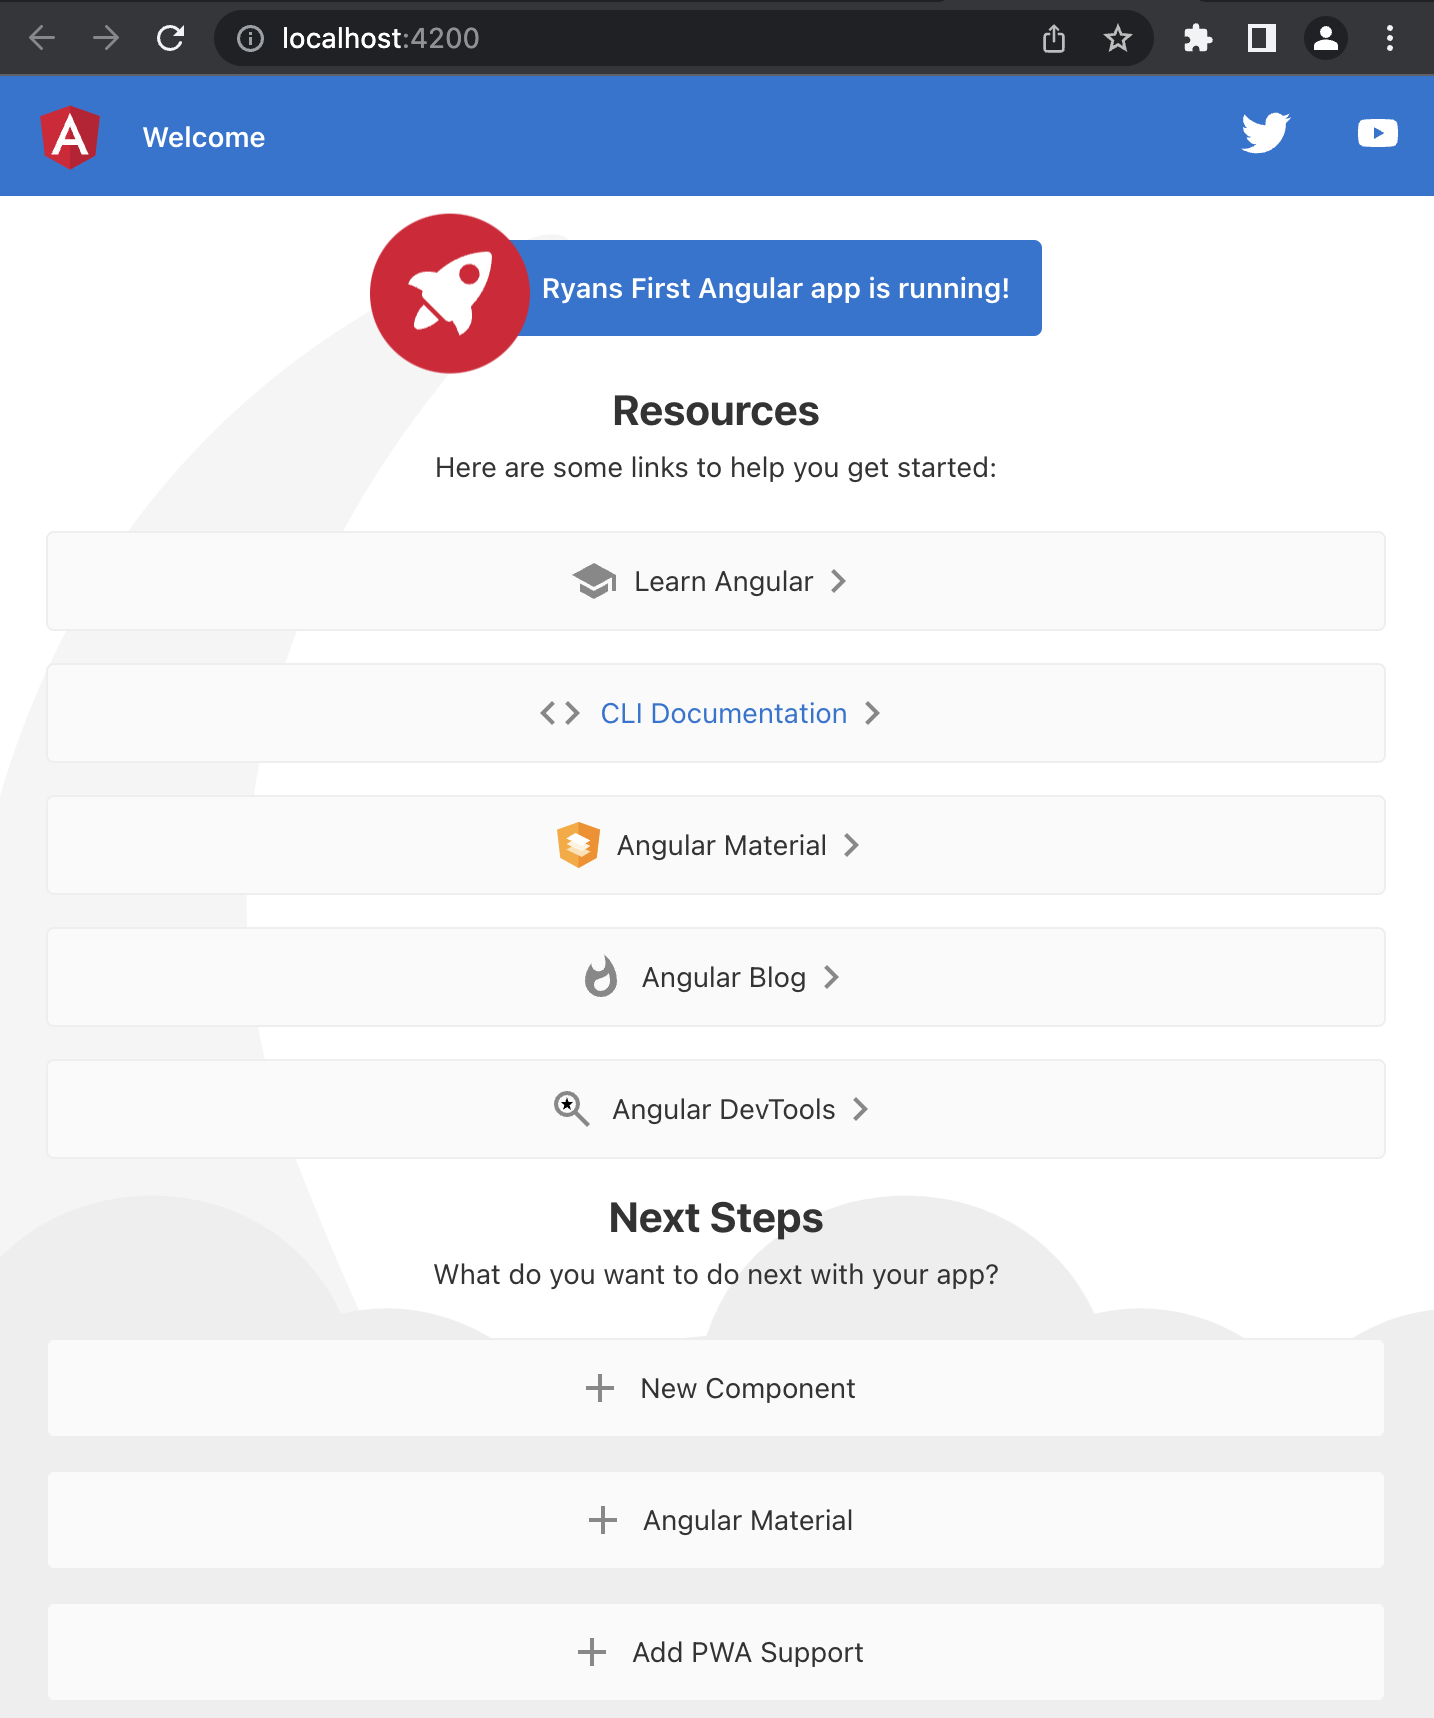 localhost:4200
Welcome
Ryans First Angular app is running!
Resources
Here are some links to help you get started:
Learn Angular
CLI Documentation
Angular Material
Angular Blog
Angular DevTools
Next Steps
What do you want to do next with your app?
New Component
Angular Material
Add PWA Support